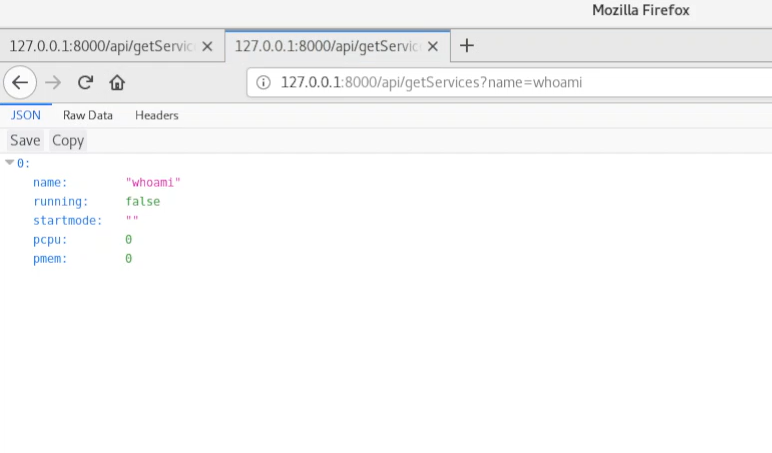 Mozilla Firefox
127.0.0.1:8000/api/getServic
127.0.0.1:8000/api/getServic
127.0.0.1:8000/api/getServices?name=whoami
JSON Raw Data Headers
Save Copy
0:
name: "whoami"
running: false
startmode: ""
pcpu: 0
pmem: 0